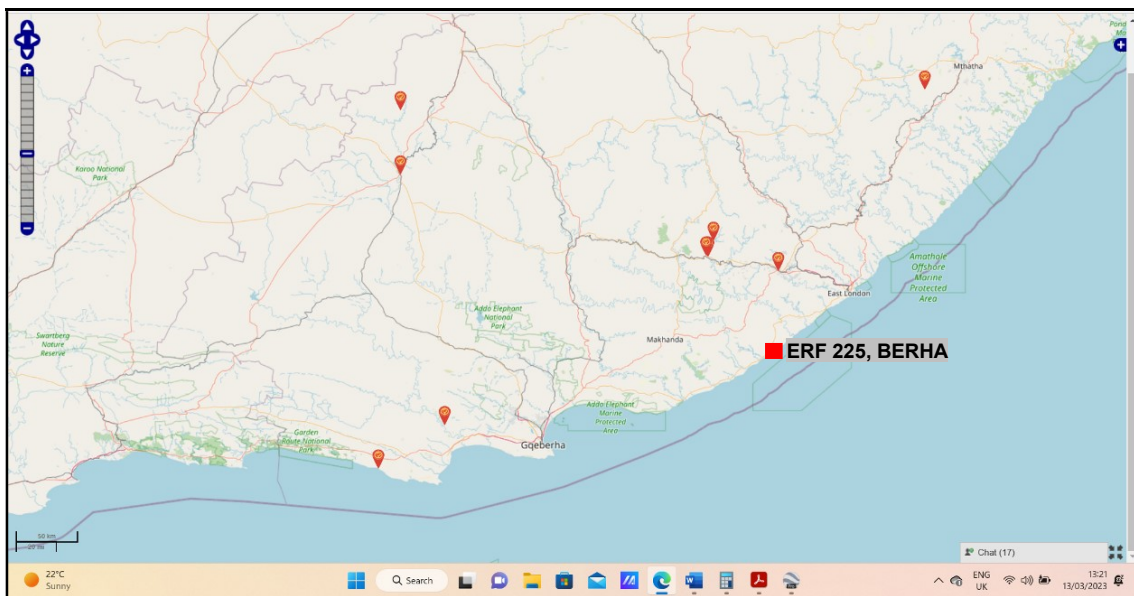 Pond
Ma
Mthatha
Karoo National
Park
Amathole
Offshore
Marine
Protected
Area
East London
Addo Elephant
National
Park
Swartberg
Nature
Reserve
Makhanda
ERF 225, BERHA
Addo Elephant
Marine
Protected
Area
Garden
Route National
Park
Gqeberha
50 km
Chat (17)
22°C
Sunny
Search
ENG
UK
13:21
13/03/2023